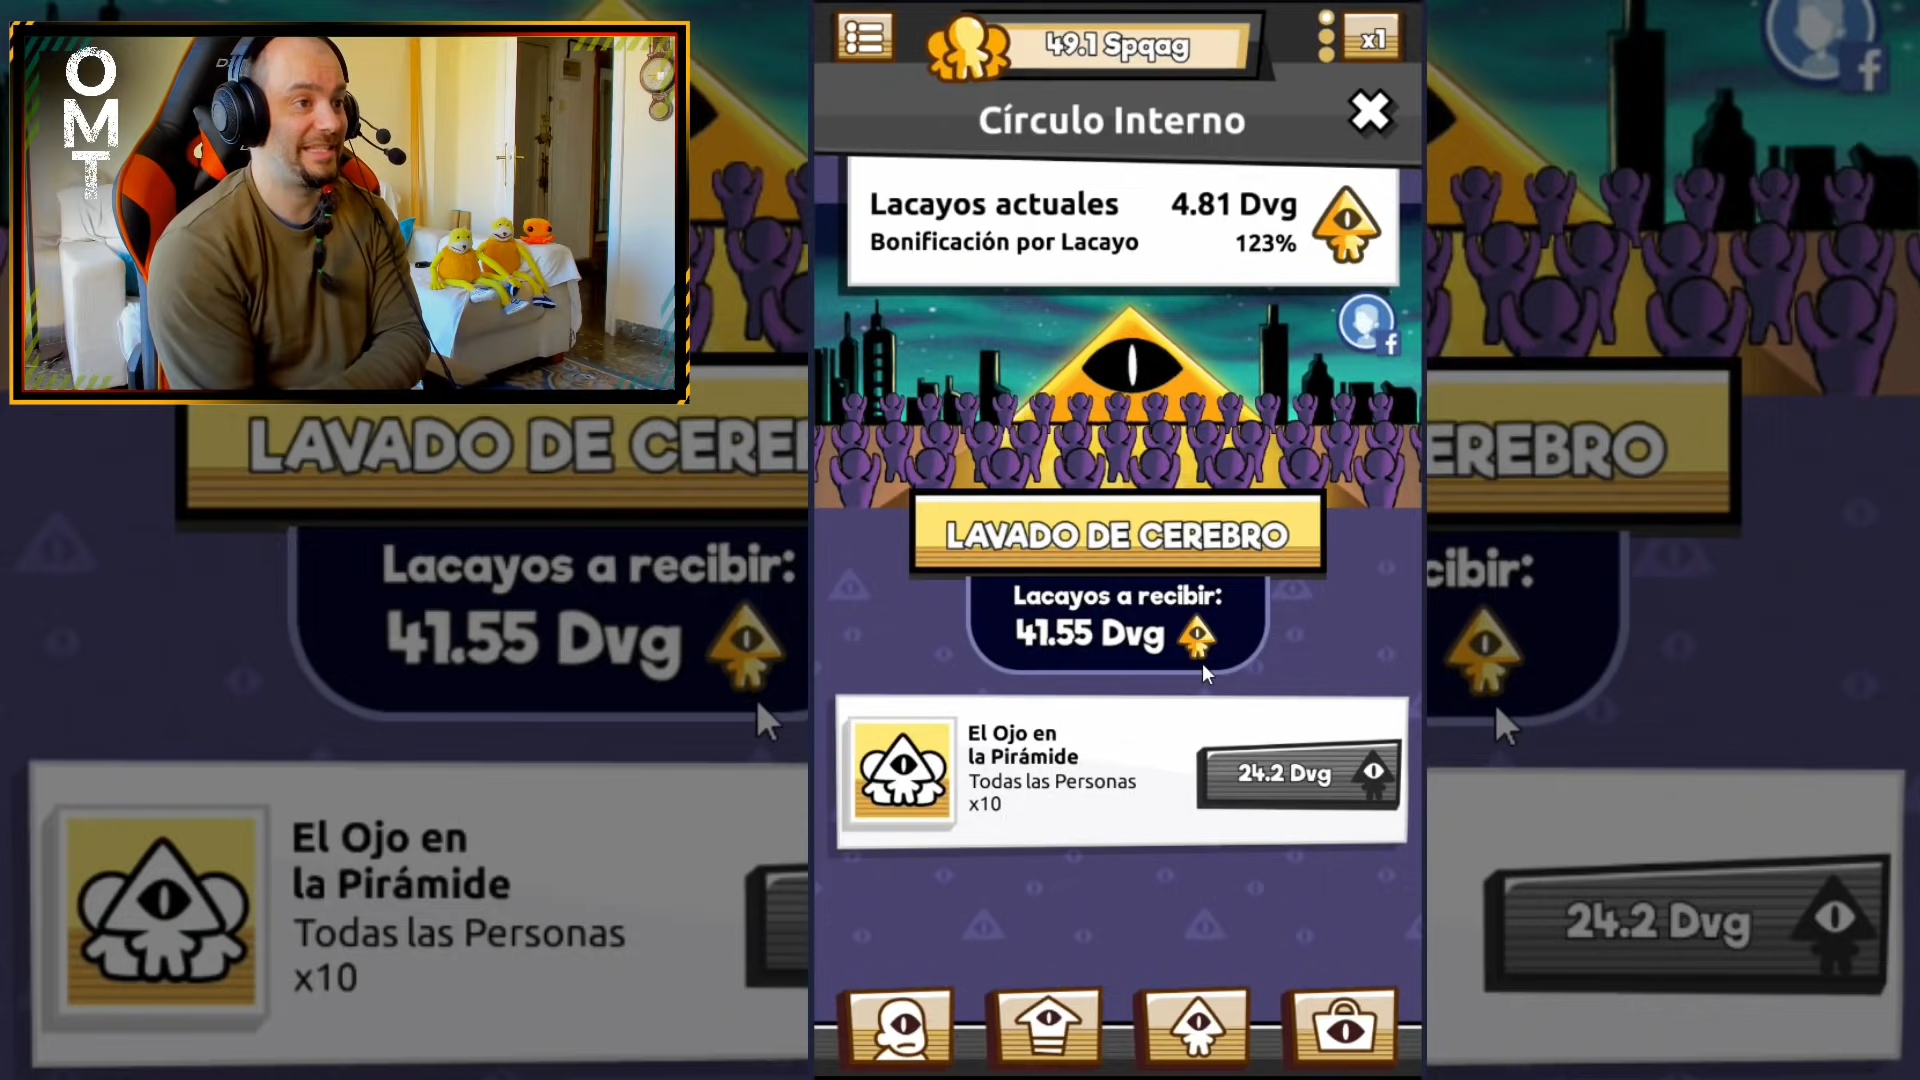 OMT
49.1 Spqag
x1
Círculo Interno
Lacayos actuales 4.81 Dvg
Bonificación por Lacayo 123%
f
f
LAVADO DE CEREBRO
Lacayos a recibir:
41.55 Dvg
El Ojo en
la Pirámide
Todas las Personas
x10
24.2 Dvg
LAVADO DE CERE
EREBRO
Lacayos a recibir:
cibir:
41.55 Dvg
El Ojo en
la Pirámide
Todas las Personas
x10
24.2 Dvg